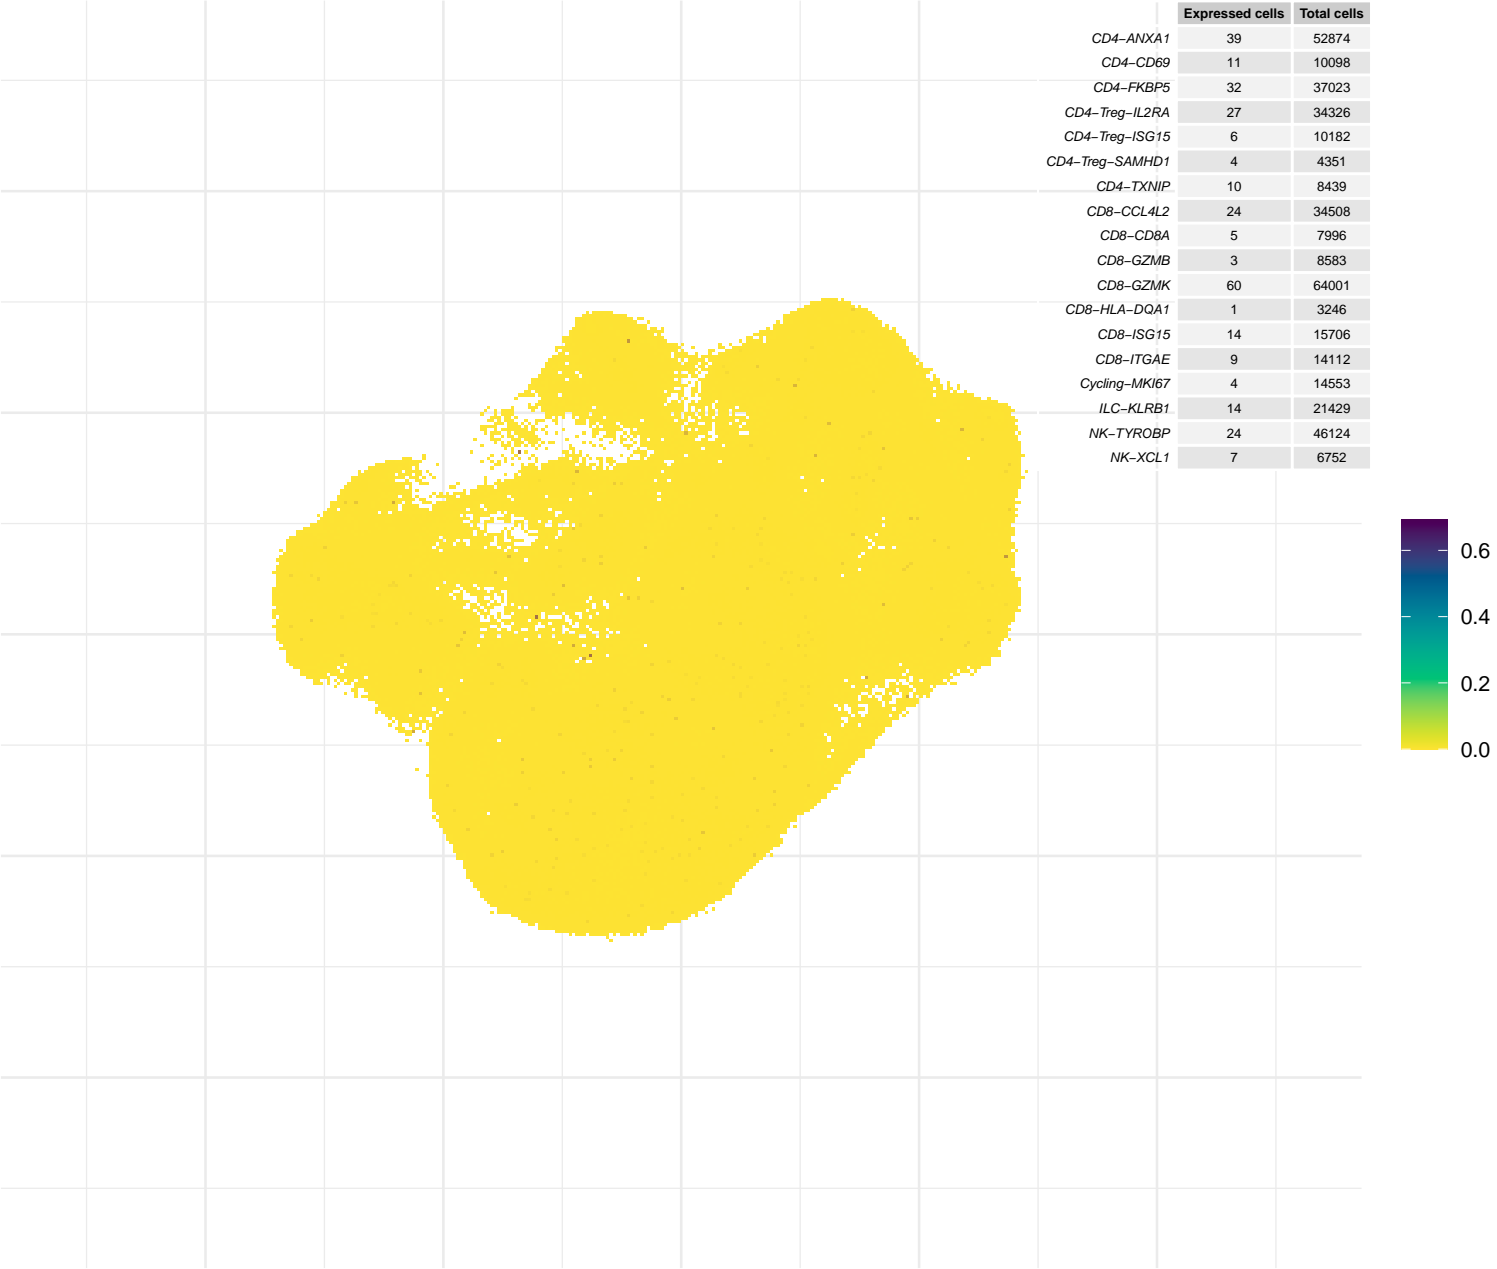 Expressed cells Total cells
CD4−ANXA1 39 52874
CD4−CD69 11 10098
CD4−FKBP5 32 37023
CD4−Treg−IL2RA 27 34326
CD4−Treg−ISG15 6 10182
CD4−Treg−SAMHD1 4 4351
CD4−TXNIP 10 8439
CD8−CCL4L2 24 34508
CD8−CD8A 5 7996
CD8−GZMB 3 8583
CD8−GZMK 60 64001
CD8−HLA−DQA1 1 3246
CD8−ISG15 14 15706
CD8−ITGAE 9 14112
Cycling−MKI67 4 14553
ILC−KLRB1 14 21429
NK−TYROBP 24 46124
NK−XCL1 7 6752
0.6
0.4
0.2
0.0